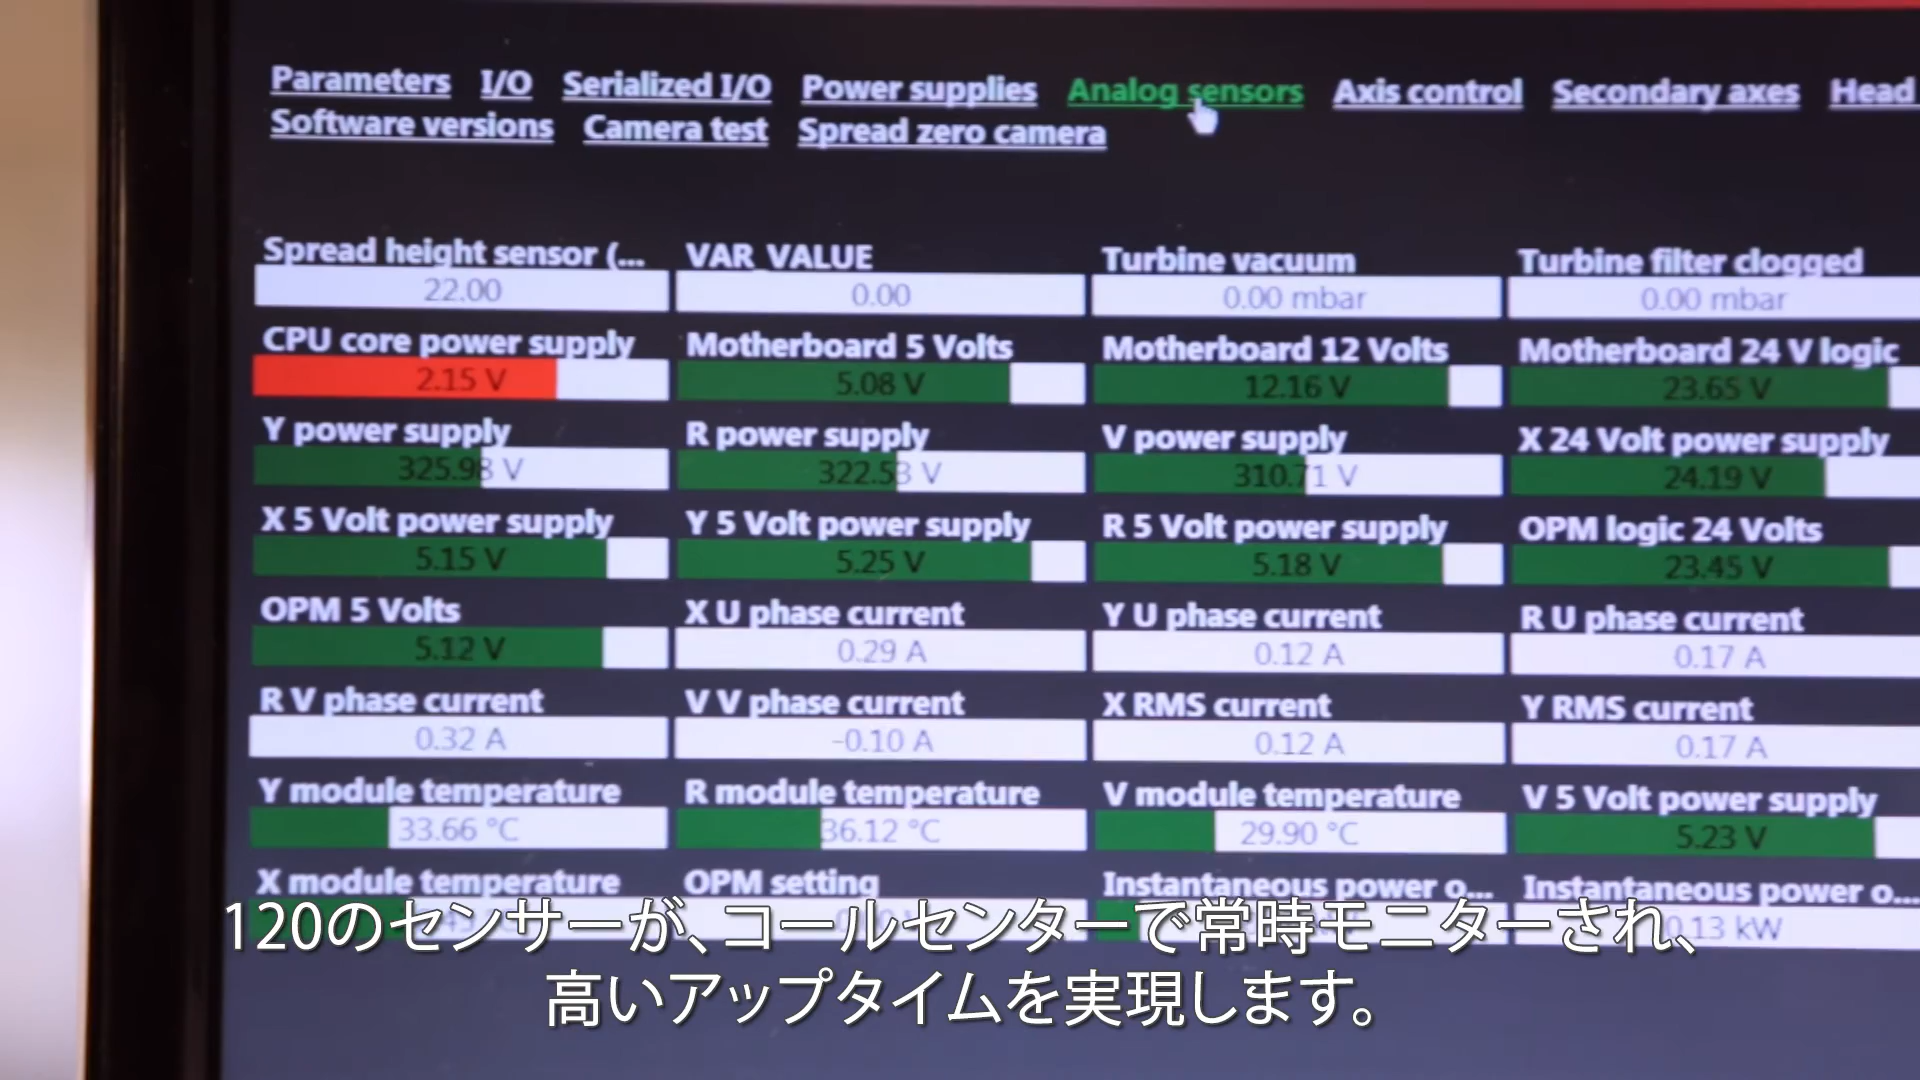 Parameters I/O Serialized I/O Power supplies Analog sensors Axis control Secondary axes Head
Software versions Camera test Spread zero camera
Spread height sensor (... VAR_VALUE Turbine vacuum Turbine filter clogged
22.00 0.00 0.00 mbar 0.00 mbar
CPU core power supply Motherboard 5 Volts Motherboard 12 Volts Motherboard 24 V logic
2.15 V 5.08 V 12.16 V 23.65 V
Y power supply R power supply V power supply X 24 Volt power supply
325.98 V 322.53 V 310.71 V 24.19 V
X 5 Volt power supply Y 5 Volt power supply R 5 Volt power supply OPM logic 24 Volts
5.15 V 5.25 V 5.18 V 23.45 V
OPM 5 Volts X U phase current Y U phase current R U phase current
5.12 V 0.29 A 0.12 A 0.17 A
R V phase current V V phase current X RMS current Y RMS current
0.32 A -0.10 A 0.12 A 0.17 A
Y module temperature R module temperature V module temperature V 5 Volt power supply
33.66 °C 36.12 °C 29.90 °C 5.23 V
X module temperature OPM setting Instantaneous power o... Instantaneous power o...
0.13 kW
120のセンサーが、コールセンターで常時モニターされ、
高いアップタイムを実現します。